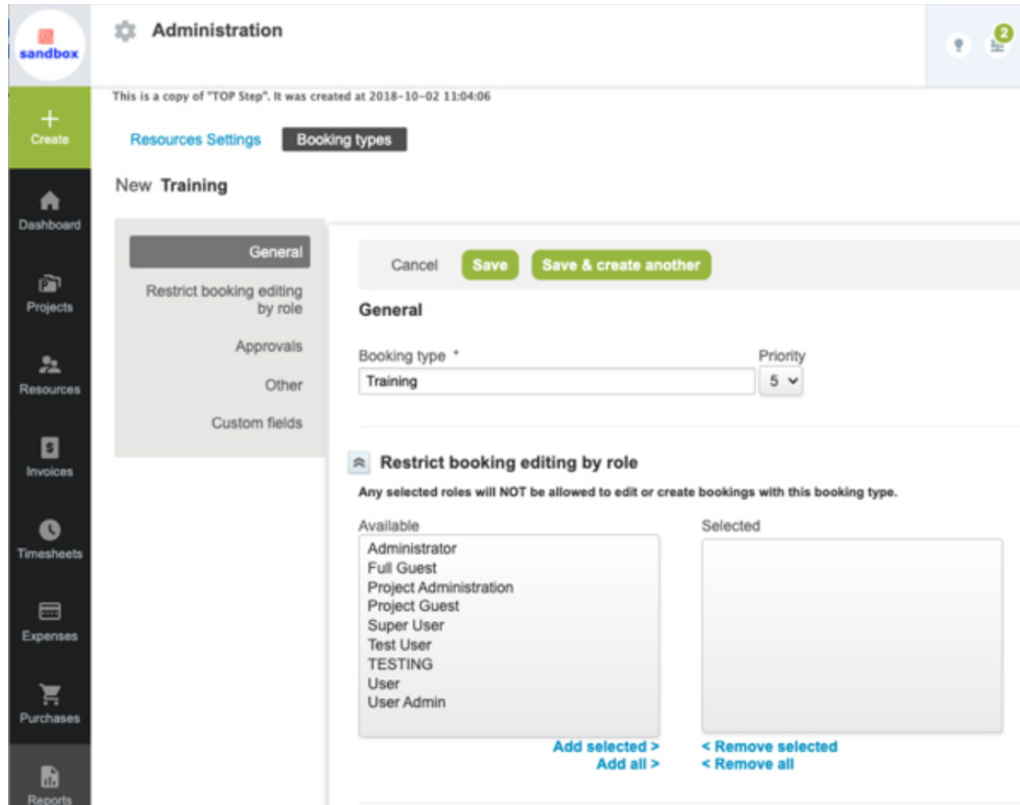 sandbox
Administration
2
This is a copy of "TOP Step". It was created at 2018-10-02 11:04:06
Create
Resources Settings
Booking types
New Training
Dashboard
General
Restrict booking editing
by role
Approvals
Other
Custom fields
Cancel
Save
Save & create another
General
Projects
Booking type *
Priority
Training
5
Resources
Restrict booking editing by role
Any selected roles will NOT be allowed to edit or create bookings with this booking type.
Invoices
Available
Selected
Administrator
Full Guest
Project Administration
Project Guest
Super User
Test User
TESTING
User
User Admin
Timesheets
Expenses
Purchases
Add selected >
Add all >
< Remove selected
< Remove all
Reports